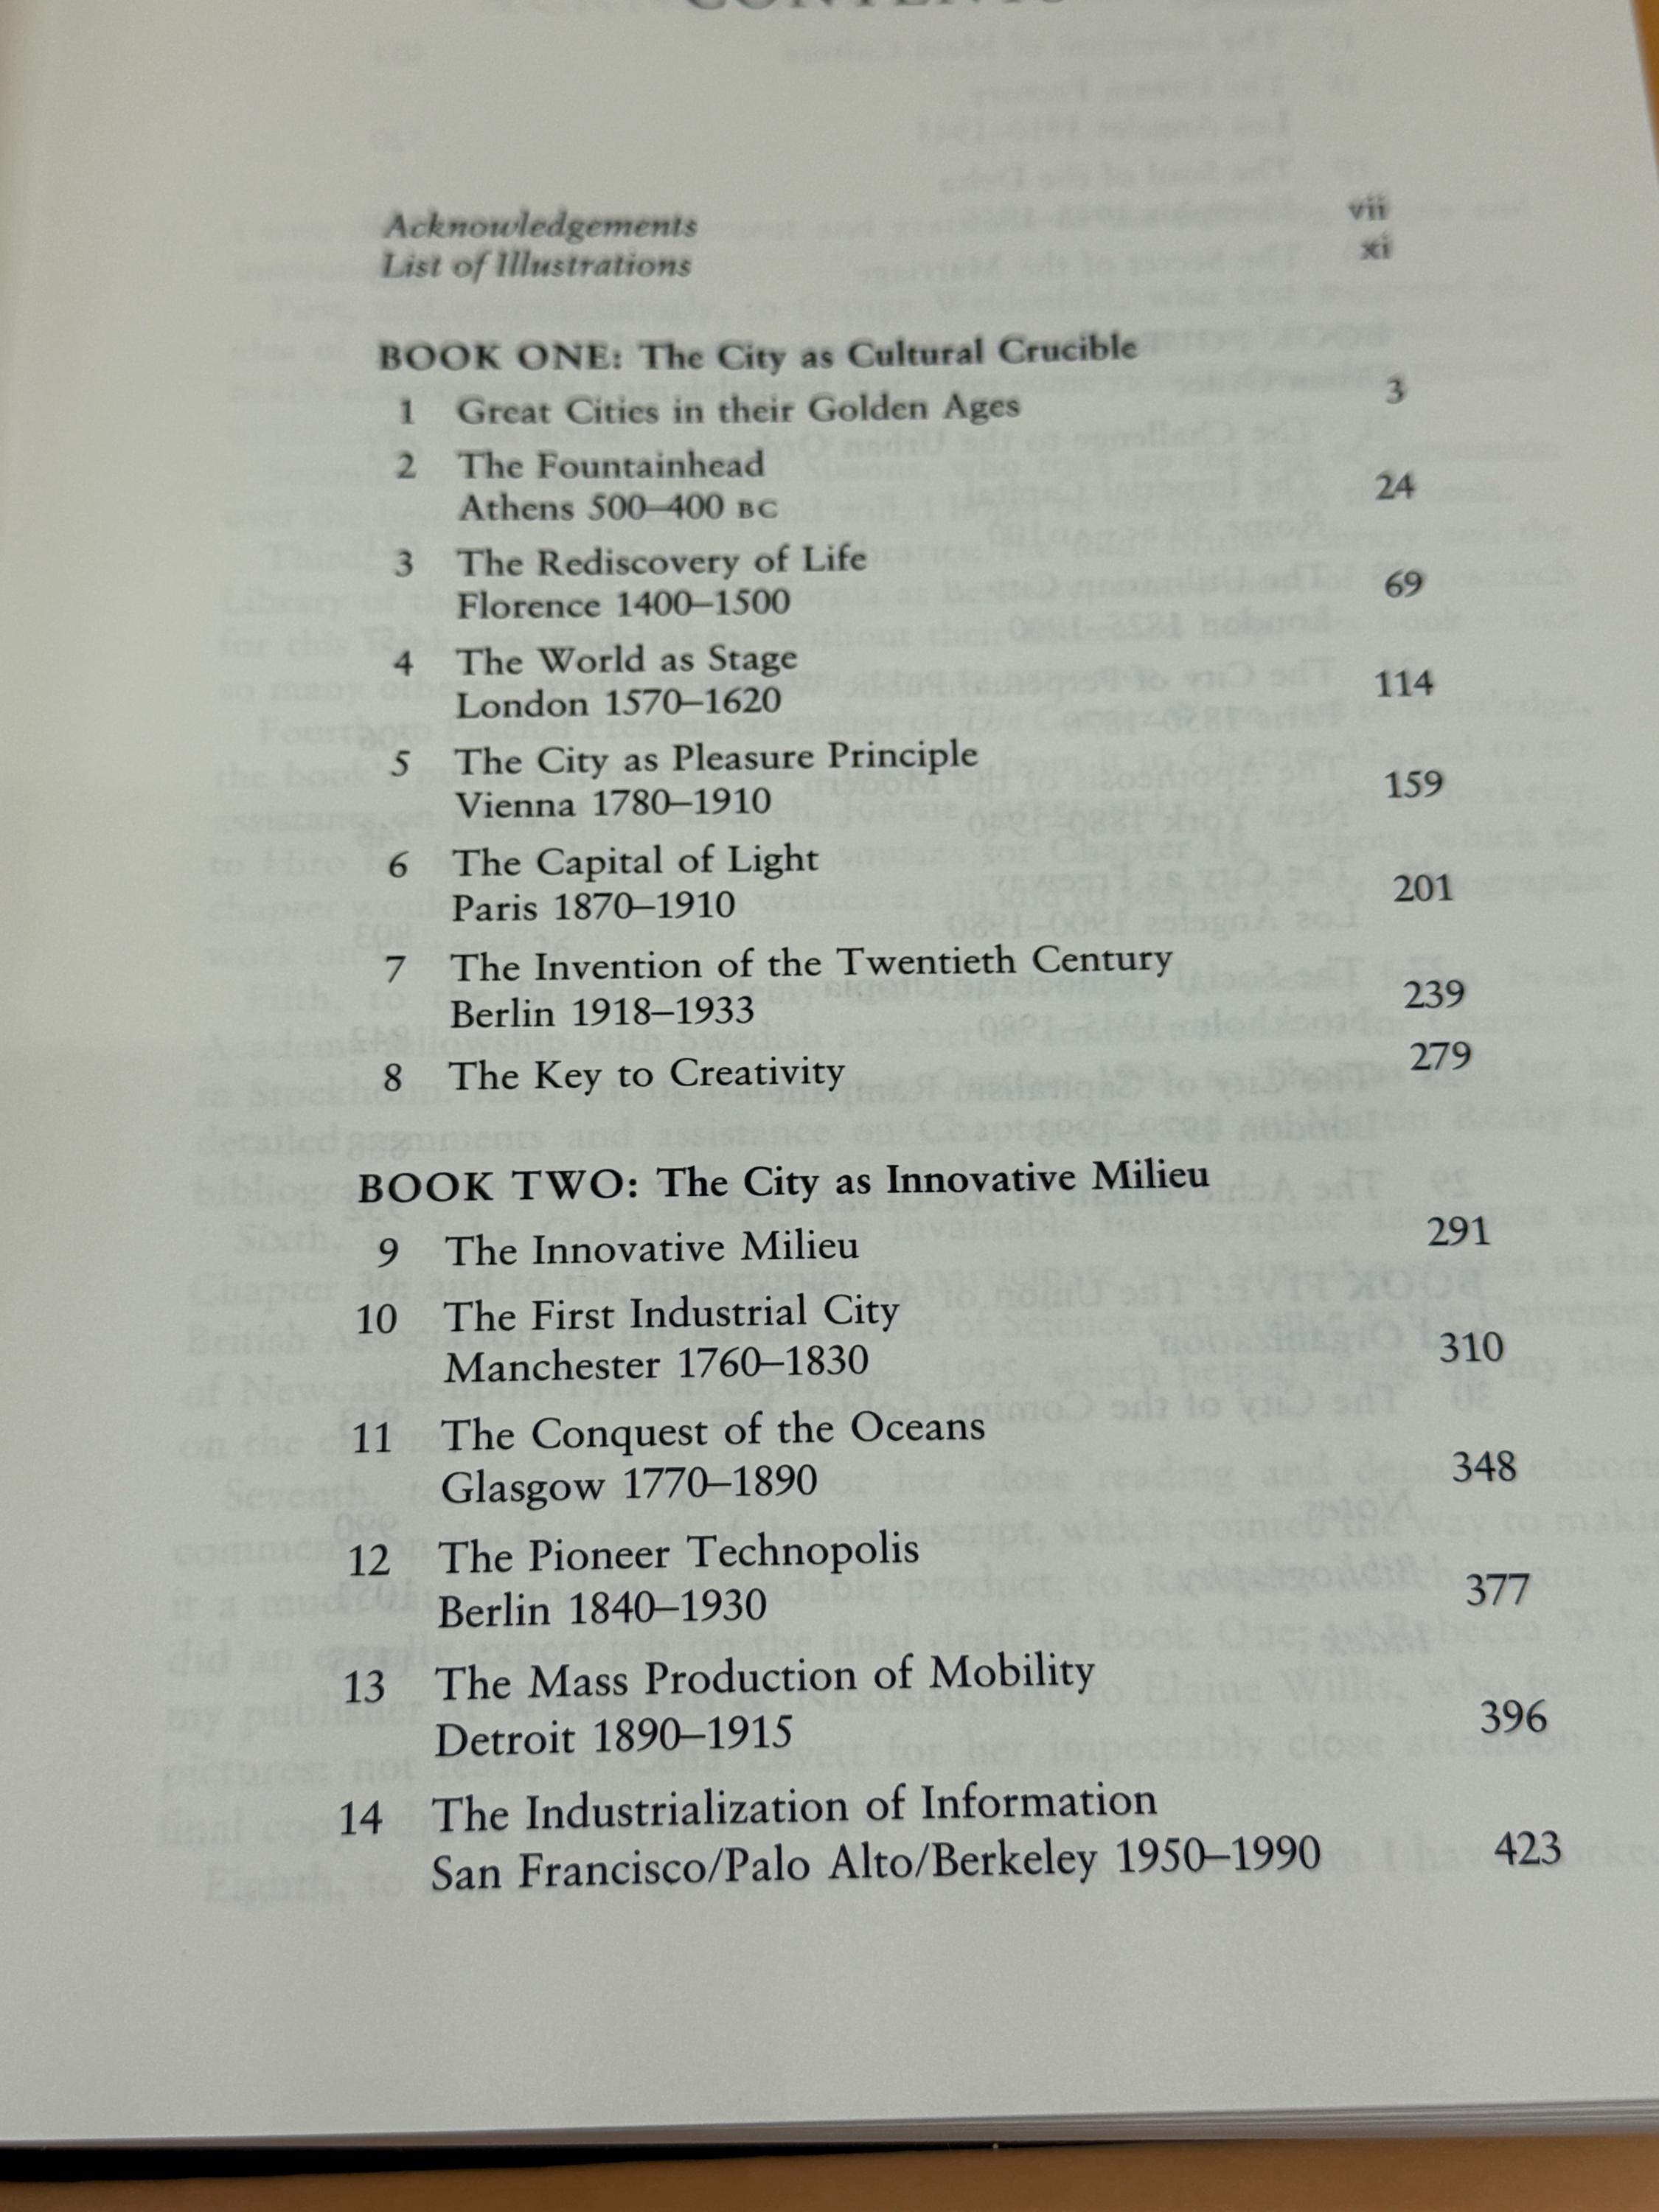 CONTENTS
Acknowledgements vii
List of Illustrations xi
BOOK ONE: The City as Cultural Crucible
1 Great Cities in their Golden Ages 3
2 The Fountainhead
Athens 500–400 BC 24
3 The Rediscovery of Life
Florence 1400–1500 69
4 The World as Stage
London 1570–1620 114
5 The City as Pleasure Principle
Vienna 1780–1910 159
6 The Capital of Light
Paris 1870–1910 201
7 The Invention of the Twentieth Century
Berlin 1918–1933 239
8 The Key to Creativity 279
BOOK TWO: The City as Innovative Milieu
9 The Innovative Milieu 291
10 The First Industrial City
Manchester 1760–1830 310
11 The Conquest of the Oceans
Glasgow 1770–1890 348
12 The Pioneer Technopolis
Berlin 1840–1930 377
13 The Mass Production of Mobility
Detroit 1890–1915 396
14 The Industrialization of Information
San Francisco/Palo Alto/Berkeley 1950–1990 423